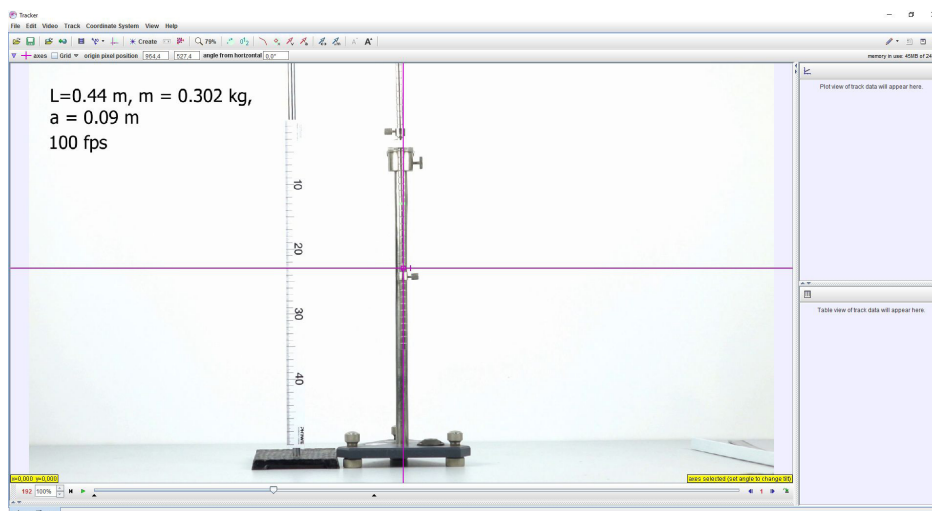 Tracker
File Edit Video Track Coordinate System View Help
Create 79%
axes Grid origin pixel position 964,4 527,4 angle from horizontal 0,0°
memory in use: 45MB of 24
L=0.44 m, m = 0.302 kg,
a = 0.09 m
100 fps
10
20
30
40
Plot view of track data will appear here.
Table view of track data will appear here.
x=0,000 y=0,000
axes selected (set angle to change tilt)
192 100%
1